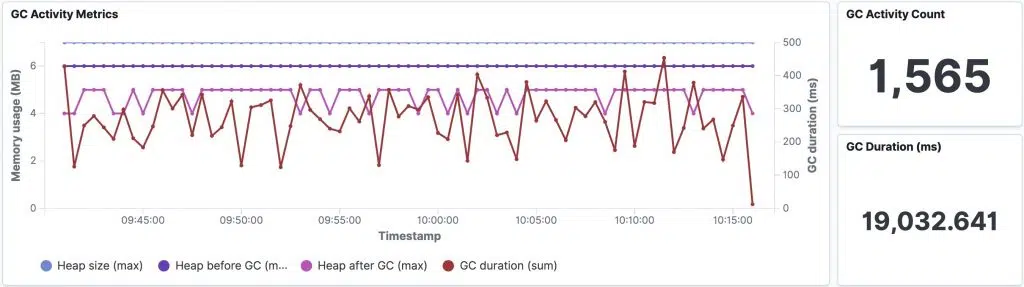 GC Activity Metrics
Memory usage (MB)
6
4
2
0
500
400
300
200
100
0
GC duration (ms)
09:45:00
09:50:00
09:55:00
10:00:00
10:05:00
10:10:00
10:15:00
Timestamp
Heap size (max)
Heap before GC (m...
Heap after GC (max)
GC duration (sum)
GC Activity Count
1,565
GC Duration (ms)
19,032.641